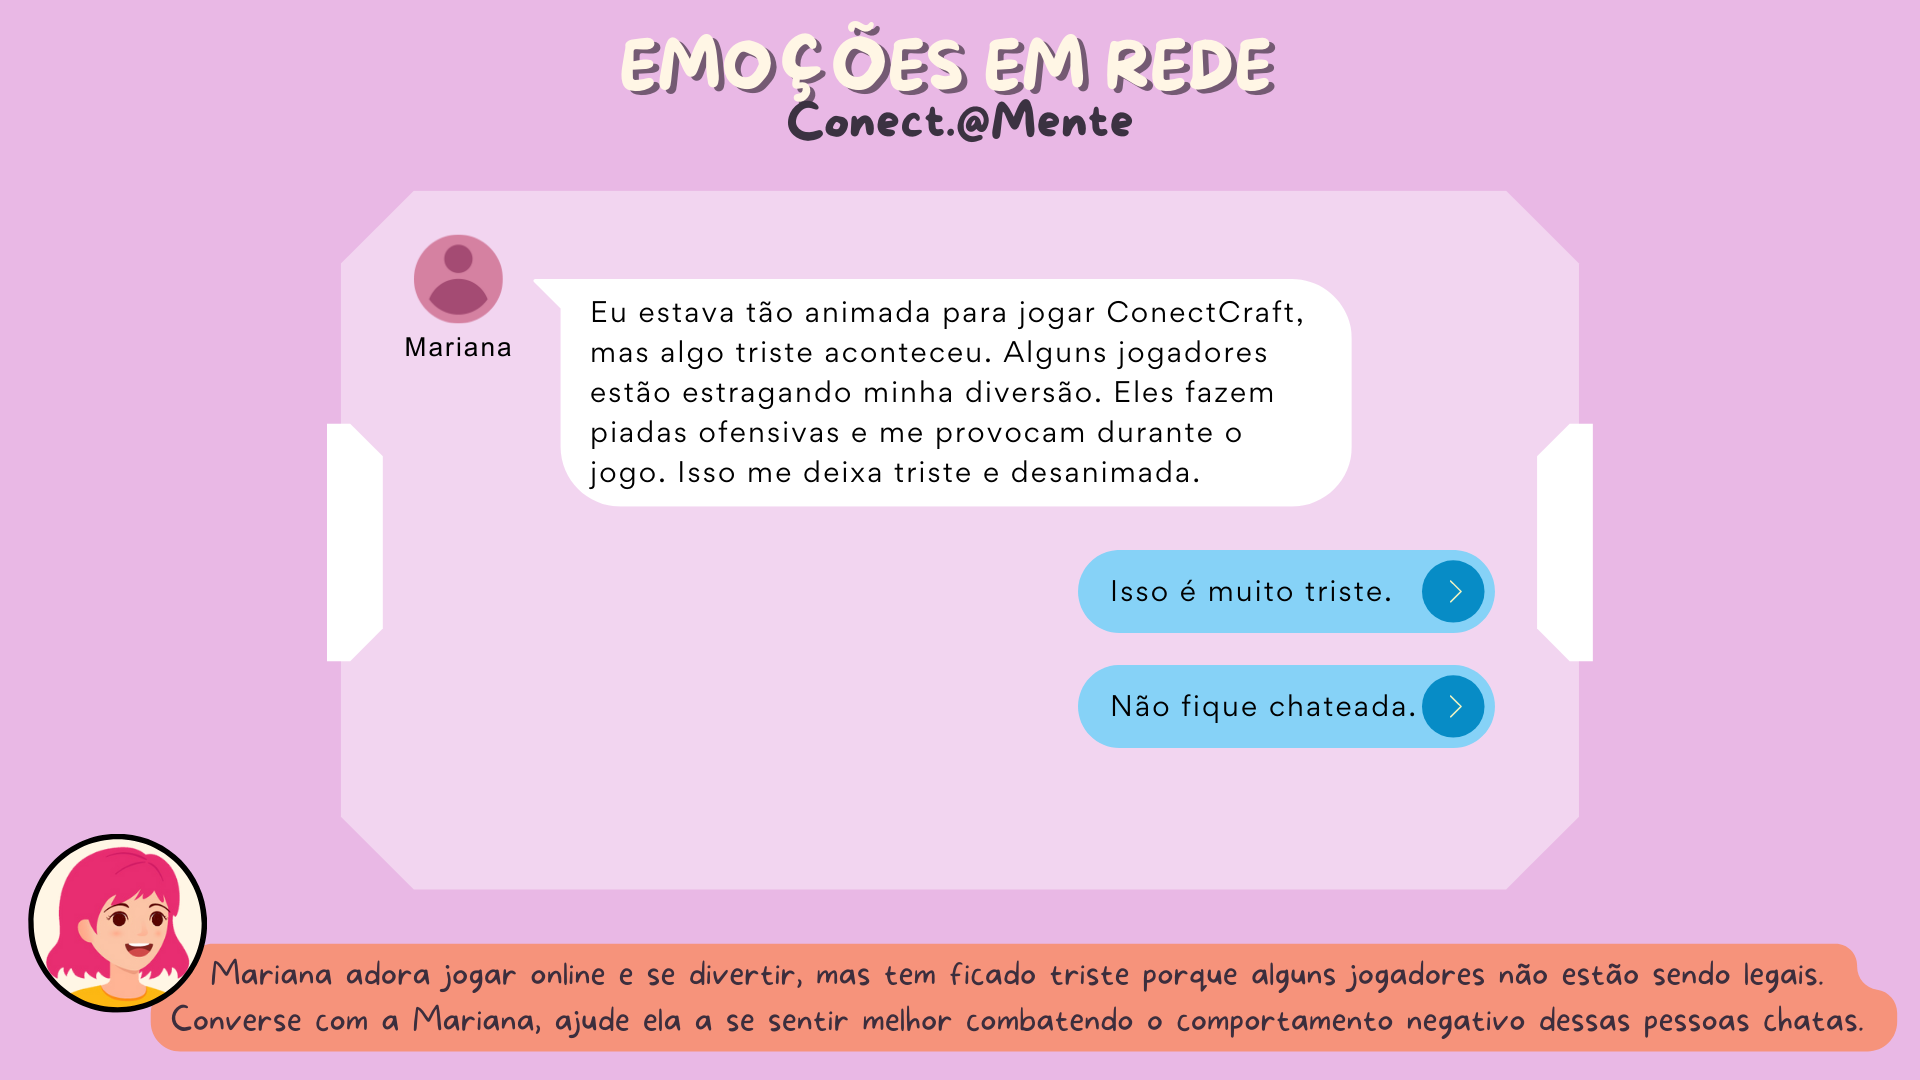 EMOÇÕES EM REDE
Conect.@Mente
Mariana
Eu estava tão animada para jogar ConectCraft,
mas algo triste aconteceu. Alguns jogadores
estão estragando minha diversão. Eles fazem
piadas ofensivas e me provocam durante o
jogo. Isso me deixa triste e desanimada.
Isso é muito triste.
Não fique chateada.
Mariana adora jogar online e se divertir, mas tem ficado triste porque alguns jogadores não estão sendo legais.
Converse com a Mariana, ajude ela a se sentir melhor combatendo o comportamento negativo dessas pessoas chatas.